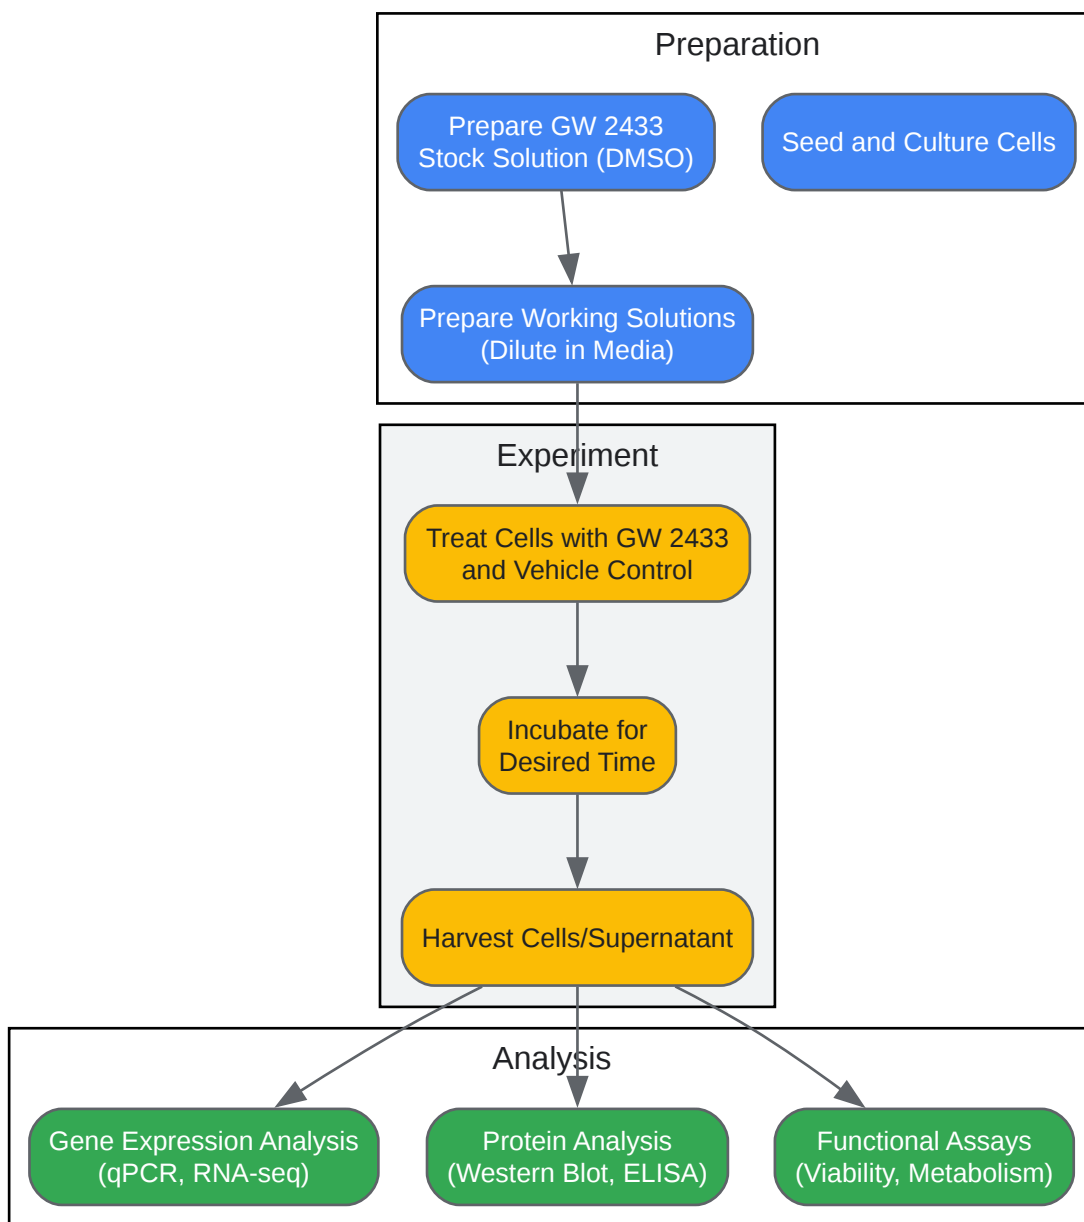 Preparation
Prepare GW 2433
Stock Solution (DMSO)
Seed and Culture Cells
Prepare Working Solutions
(Dilute in Media)
Experiment
Treat Cells with GW 2433
and Vehicle Control
Incubate for
Desired Time
Harvest Cells/Supernatant
Analysis
Gene Expression Analysis
(qPCR, RNA-seq)
Protein Analysis
(Western Blot, ELISA)
Functional Assays
(Viability, Metabolism)